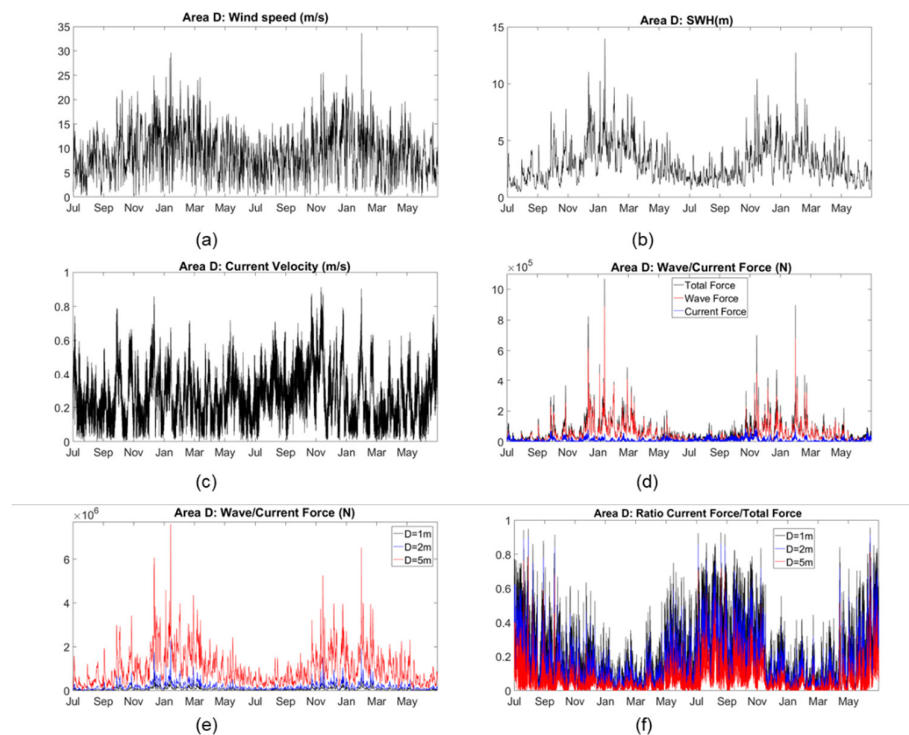 Area D: Wind speed (m/s)
35
30
25
20
15
10
5
0
Jul Sep Nov Jan Mar May Jul Sep Nov Jan Mar May
(a)
Area D: SWH(m)
15
10
5
0
Jul Sep Nov Jan Mar May Jul Sep Nov Jan Mar May
(b)
Area D: Current Velocity (m/s)
1
0.8
0.6
0.4
0.2
0
Jul Sep Nov Jan Mar May Jul Sep Nov Jan Mar May
(c)
Area D: Wave/Current Force (N)
×10⁵
10
8
6
4
2
0
Total Force
Wave Force
Current Force
Jul Sep Nov Jan Mar May Jul Sep Nov Jan Mar May
(d)
Area D: Wave/Current Force (N)
×10⁶
6
4
2
0
D=1m
D=2m
D=5m
Jul Sep Nov Jan Mar May Jul Sep Nov Jan Mar May
(e)
Area D: Ratio Current Force/Total Force
1
0.8
0.6
0.4
0.2
0
D=1m
D=2m
D=5m
Jul Sep Nov Jan Mar May Jul Sep Nov Jan Mar May
(f)